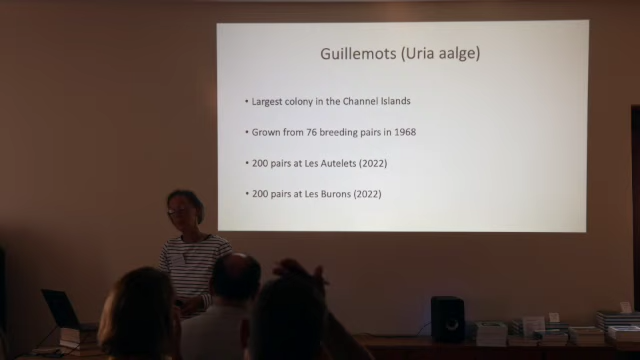 Guillemots (Uria aalge)
• Largest colony in the Channel Islands
• Grown from 76 breeding pairs in 1968
• 200 pairs at Les Autelets (2022)
• 200 pairs at Les Burons (2022)